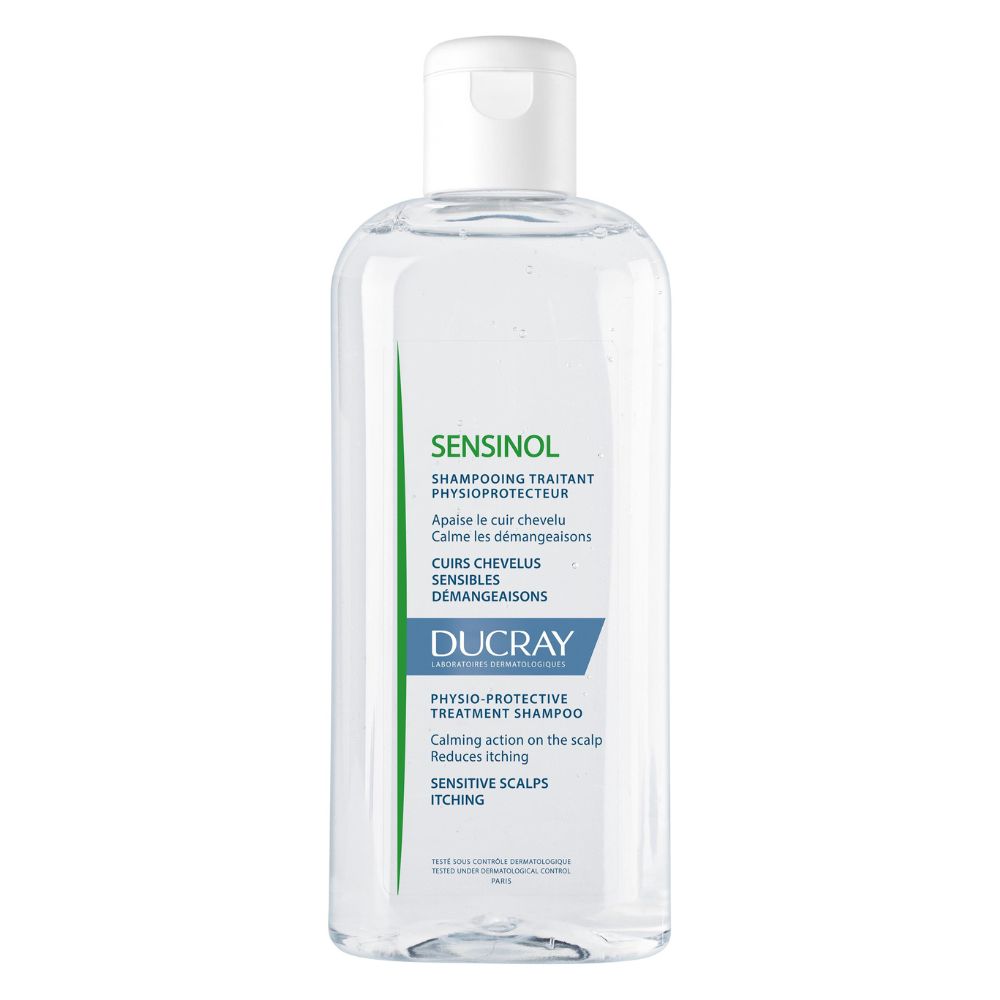 SENSINOL
SHAMPOOING TRAITANT
PHYSIOPROTECTEUR
Apaise le cuir chevelu
Calme les démangeaisons
CUIRS CHEVELUS
SENSIBLES
DÉMANGEAISONS
DUCRAY
LABORATOIRES DERMATOLOGIQUES
PHYSIO-PROTECTIVE
TREATMENT SHAMPOO
Calming action on the scalp
Reduces itching
SENSITIVE SCALPS
ITCHING
TESTÉ SOUS CONTRÔLE DERMATOLOGIQUE
TESTED UNDER DERMATOLOGICAL CONTROL
PARIS